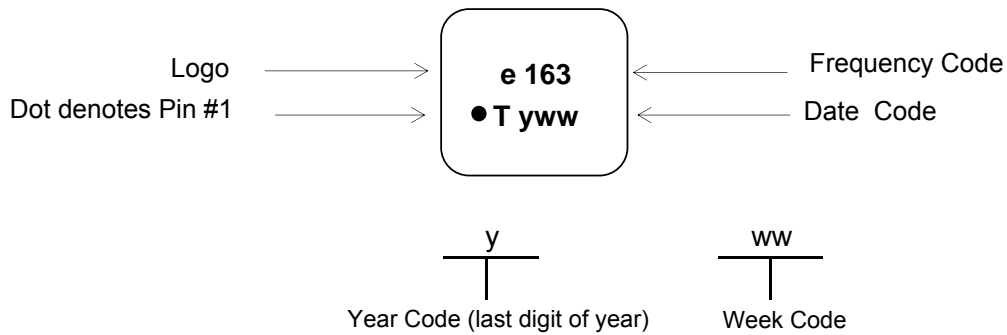 Logo
e 163
Frequency Code
Dot denotes Pin #1
T yww
Date Code
y
ww
Year Code (last digit of year)
Week Code